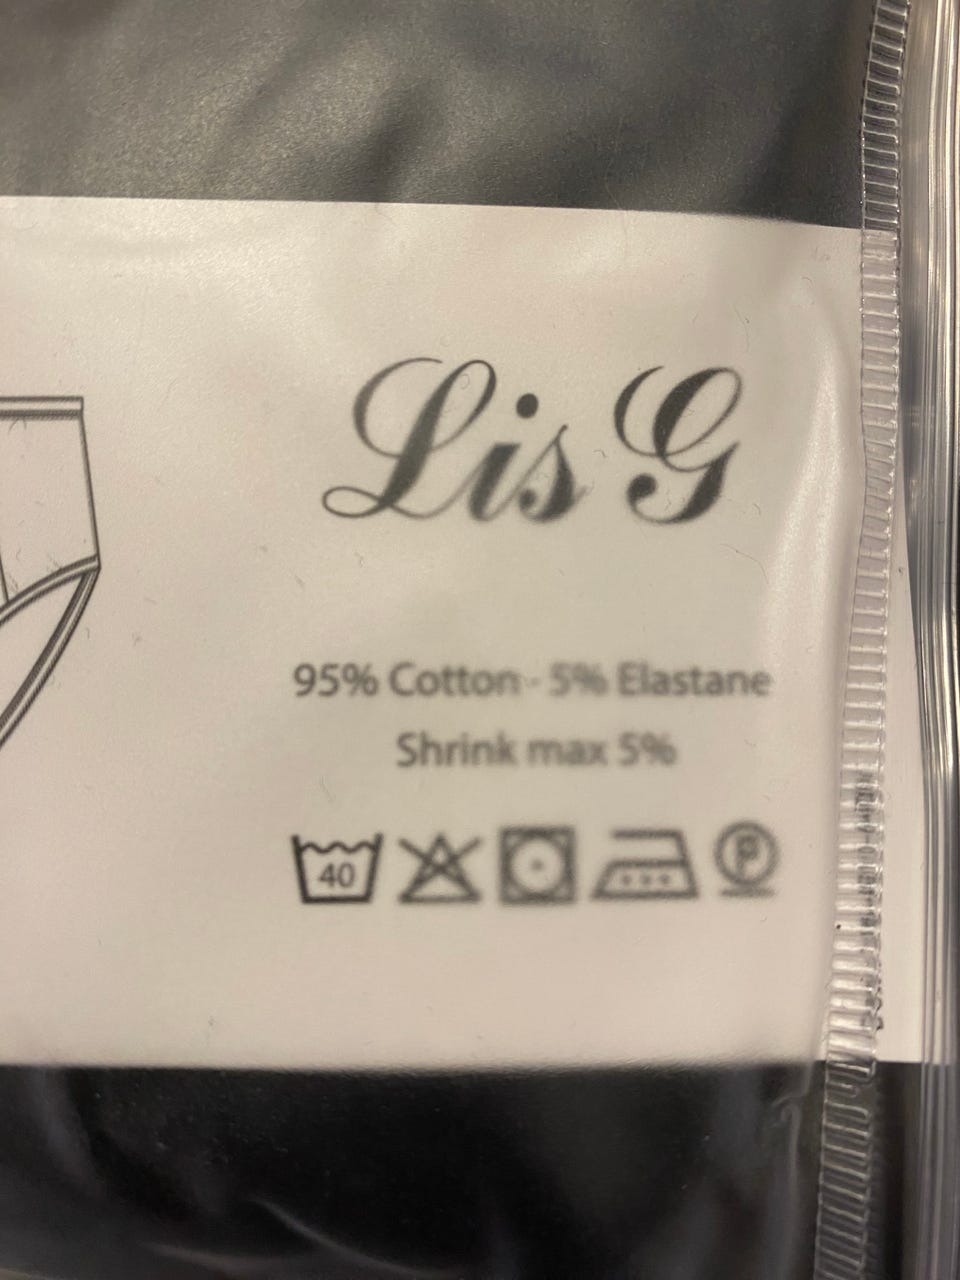 Lis G
95% Cotton - 5% Elastane
Shrink max 5%
40
P